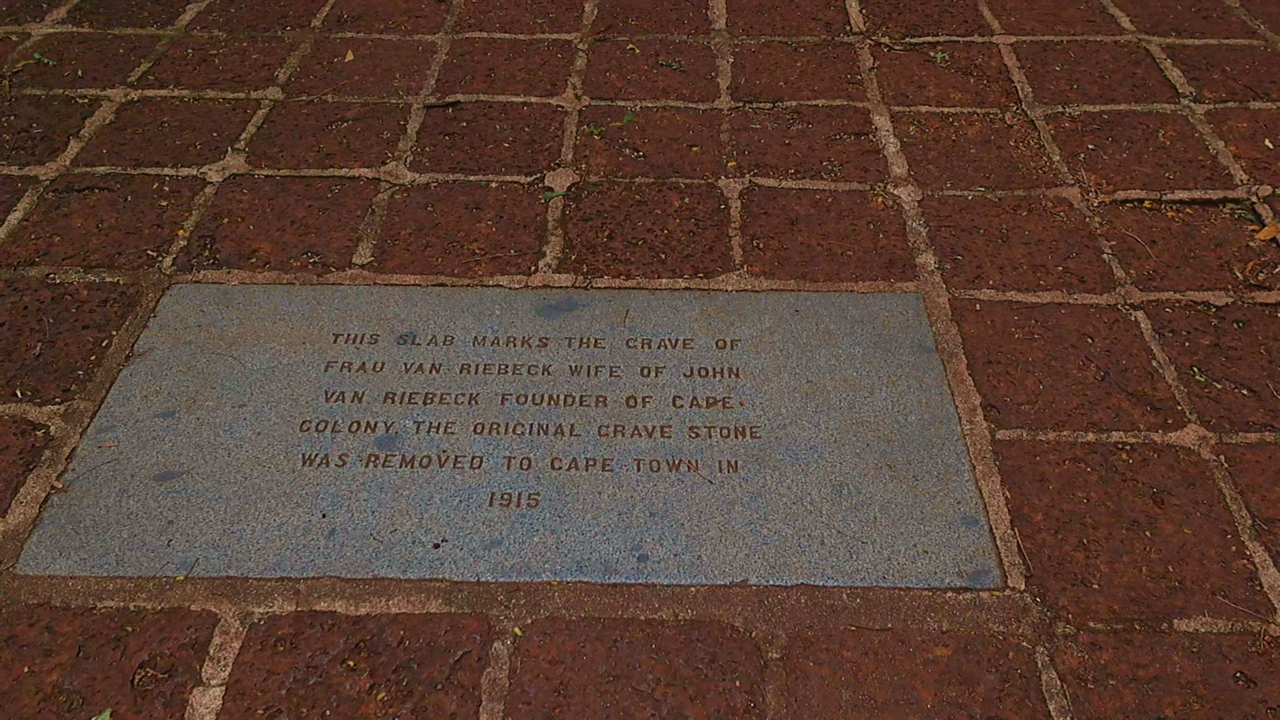 THIS SLAB MARKS THE GRAVE OF
FRAU VAN RIEBECK WIFE OF JOHN
VAN RIEBECK FOUNDER OF CAPE-
COLONY, THE ORIGINAL GRAVE STONE
WAS REMOVED TO CAPE TOWN IN
1915